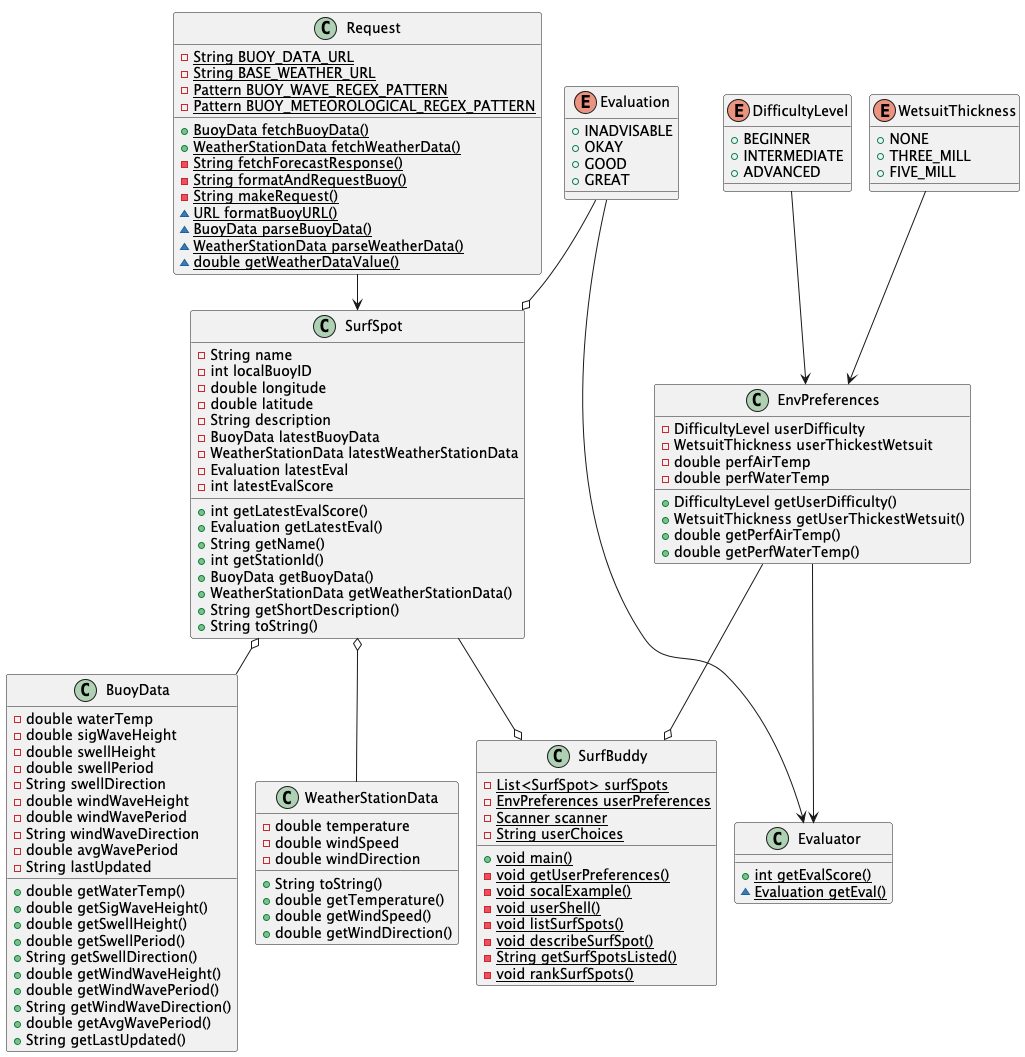 C Request
String BUOY_DATA_URL
String BASE_WEATHER_URL
Pattern BUOY_WAVE_REGEX_PATTERN
Pattern BUOY_METEOROLOGICAL_REGEX_PATTERN
BuoyData fetchBuoyData()
WeatherStationData fetchWeatherData()
String fetchForecastResponse()
String formatAndRequestBuoy()
String makeRequest()
URL formatBuoyURL()
BuoyData parseBuoyData()
WeatherStationData parseWeatherData()
double getWeatherDataValue()
E Evaluation
INADVISABLE
OKAY
GOOD
GREAT
E DifficultyLevel
BEGINNER
INTERMEDIATE
ADVANCED
E WetsuitThickness
NONE
THREE_MILL
FIVE_MILL
C SurfSpot
String name
int localBuoyID
double longitude
double latitude
String description
BuoyData latestBuoyData
WeatherStationData latestWeatherStationData
Evaluation latestEval
int latestEvalScore
int getLatestEvalScore()
Evaluation getLatestEval()
String getName()
int getStationId()
BuoyData getBuoyData()
WeatherStationData getWeatherStationData()
String getShortDescription()
String toString()
C EnvPreferences
DifficultyLevel userDifficulty
WetsuitThickness userThickestWetsuit
double perfAirTemp
double perfWaterTemp
DifficultyLevel getUserDifficulty()
WetsuitThickness getUserThickestWetsuit()
double getPerfAirTemp()
double getPerfWaterTemp()
C BuoyData
double waterTemp
double sigWaveHeight
double swellHeight
double swellPeriod
String swellDirection
double windWaveHeight
double windWavePeriod
String windWaveDirection
double avgWavePeriod
String lastUpdated
double getWaterTemp()
double getSigWaveHeight()
double getSwellHeight()
double getSwellPeriod()
String getSwellDirection()
double getWindWaveHeight()
double getWindWavePeriod()
String getWindWaveDirection()
double getAvgWavePeriod()
String getLastUpdated()
C WeatherStationData
double temperature
double windSpeed
double windDirection
String toString()
double getTemperature()
double getWindSpeed()
double getWindDirection()
C SurfBuddy
List<SurfSpot> surfSpots
EnvPreferences userPreferences
Scanner scanner
String userChoices
void main()
void getUserPreferences()
void socalExample()
void userShell()
void listSurfSpots()
void describeSurfSpot()
String getSurfSpotsListed()
void rankSurfSpots()
C Evaluator
int getEvalScore()
Evaluation getEval()